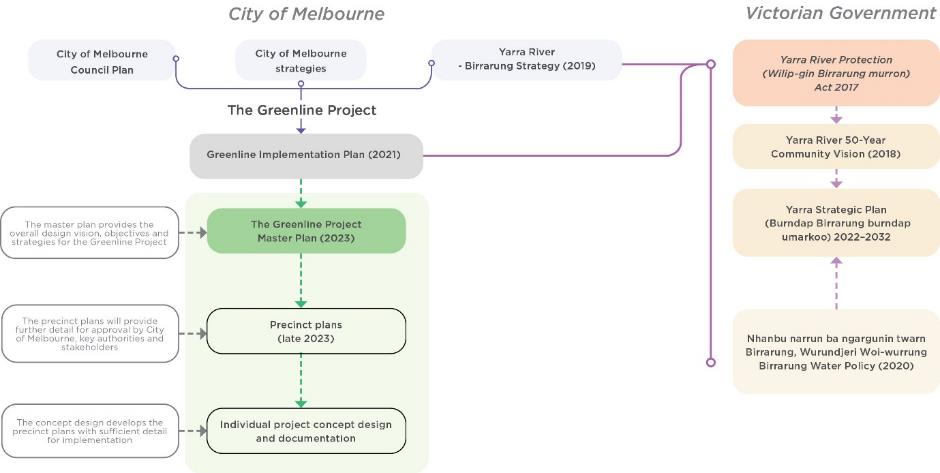 City of Melbourne
Victorian Government
City of Melbourne
Council Plan
City of Melbourne
strategies
Yarra River
- Birrarung Strategy (2019)
The Greenline Project
Greenline Implementation Plan (2021)
The master plan provides the
overall design vision, objectives and
strategies for the Greenline Project
The Greenline Project
Master Plan (2023)
The precinct plans will provide
further detail for approval by City
of Melbourne, key authorities and
stakeholders
Precinct plans
(late 2023)
The concept design develops the
precinct plans with sufficient detail
for implementation
Individual project concept design
and documentation
Yarra River Protection
(Wilip-gin Birrarung murron)
Act 2017
Yarra River 50-Year
Community Vision (2018)
Yarra Strategic Plan
(Burndap Birrarung burndap
umarkoo) 2022–2032
Nhanbu narrun ba ngargunin twarn
Birrarung, Wurundjeri Woi-wurrung
Birrarung Water Policy (2020)